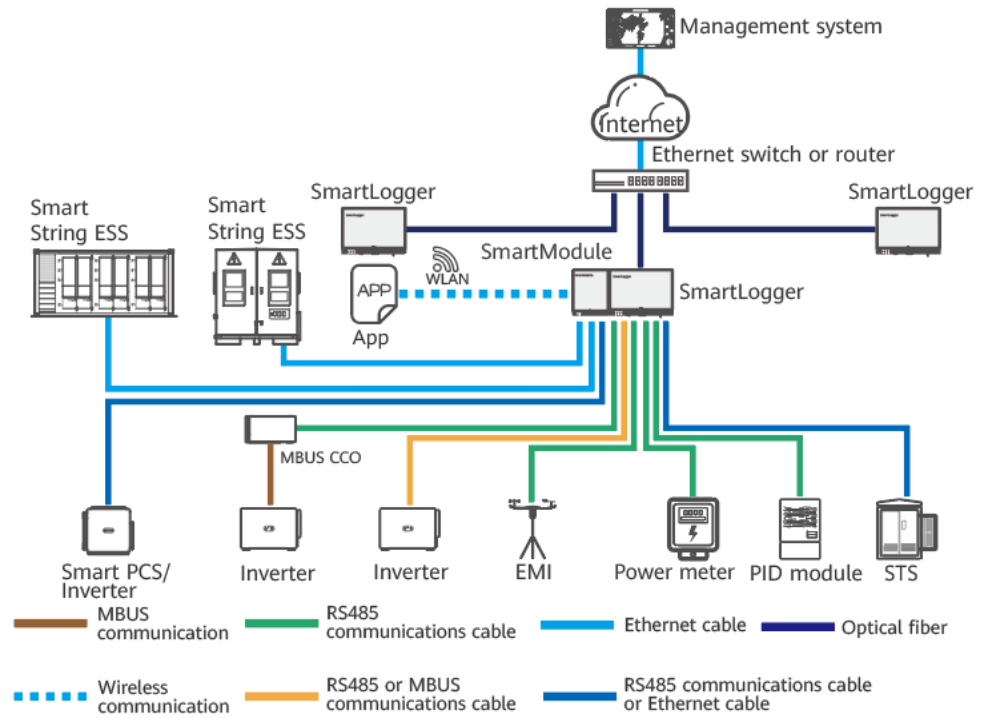 Management system
Internet
Ethernet switch or router
SmartLogger
SmartLogger
Smart
String ESS
Smart
String ESS
SmartModule
WLAN
APP
App
SmartLogger
MBUS CCO
Smart PCS/
Inverter
Inverter
Inverter
EMI
Power meter
PID module
STS
MBUS
communication
RS485
communications cable
Ethernet cable
Optical fiber
Wireless
communication
RS485 or MBUS
communications cable
RS485 communications cable
or Ethernet cable